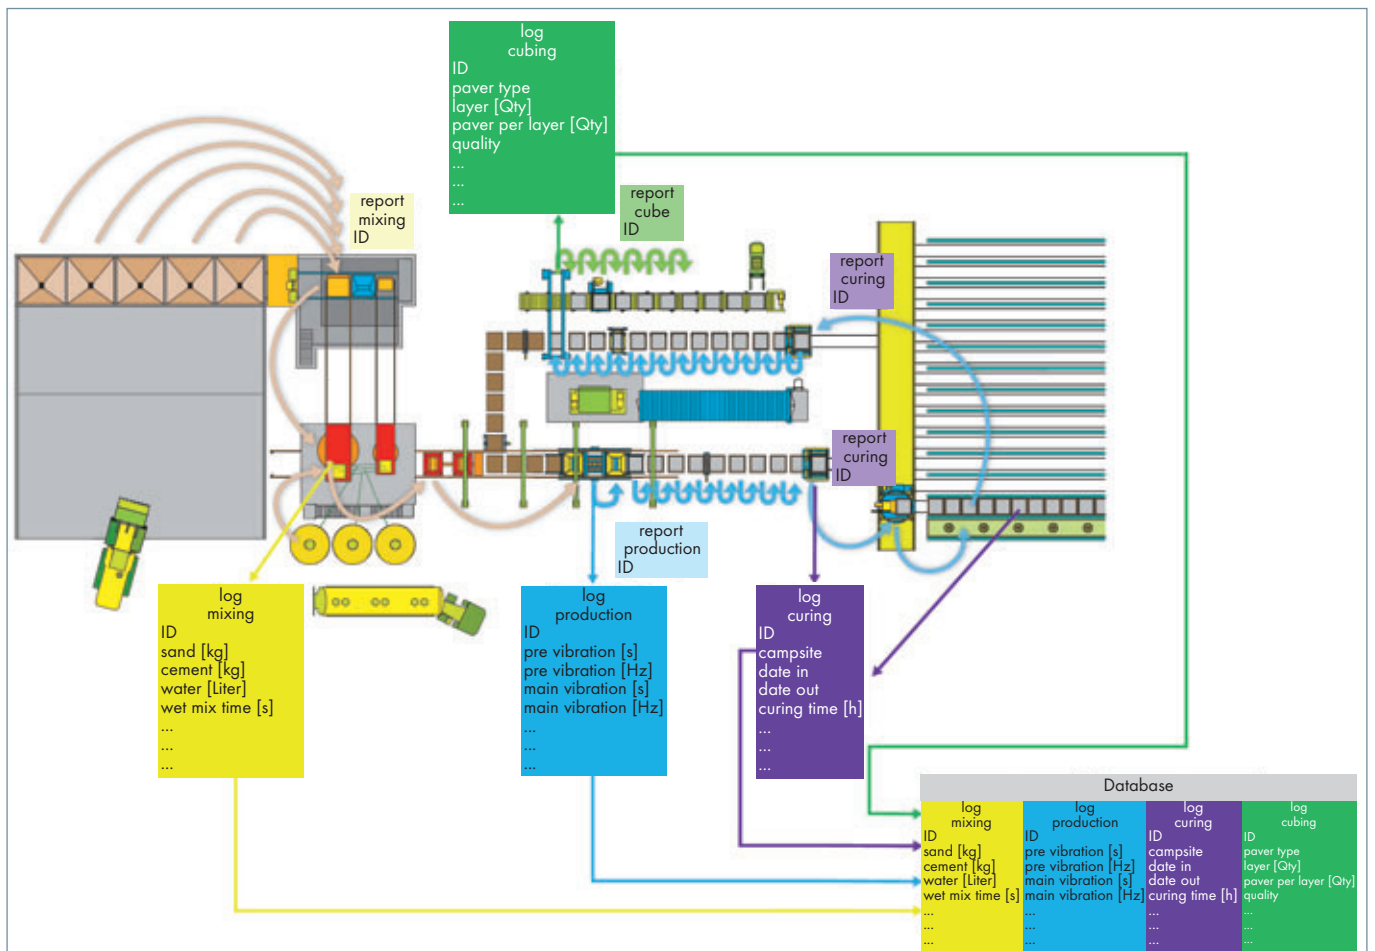 log
cubing
ID
paver type
layer [Qty]
paver per layer [Qty]
quality
...
...
...
report
mixing
ID
report
cube
ID
report
curing
ID
report
curing
ID
report
production
ID
log
mixing
ID
sand [kg]
cement [kg]
water [Liter]
wet mix time [s]
...
...
...
log
production
ID
pre vibration [s]
pre vibration [Hz]
main vibration [s]
main vibration [Hz]
...
...
...
log
curing
ID
campsite
date in
date out
curing time [h]
...
...
...
Database
log
mixing
ID
sand [kg]
cement [kg]
water [Liter]
wet mix time [s]
...
...
...
log
production
ID
pre vibration [s]
pre vibration [Hz]
main vibration [s]
main vibration [Hz]
...
...
...
log
curing
ID
campsite
date in
date out
curing time [h]
...
...
...
log
cubing
ID
paver type
layer [Qty]
paver per layer [Qty]
quality
...
...
...